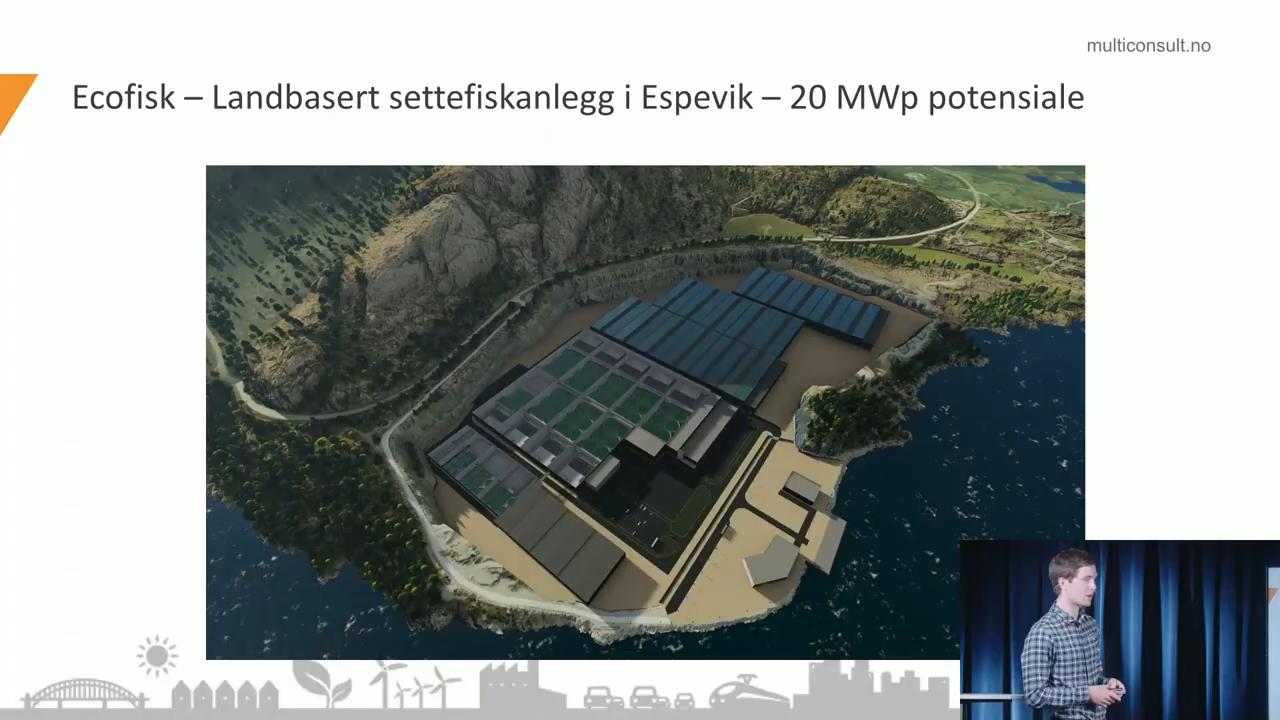 multiconsult.no
Ecofisk – Landbasert settefiskanlegg i Espevik – 20 MWp potensiale